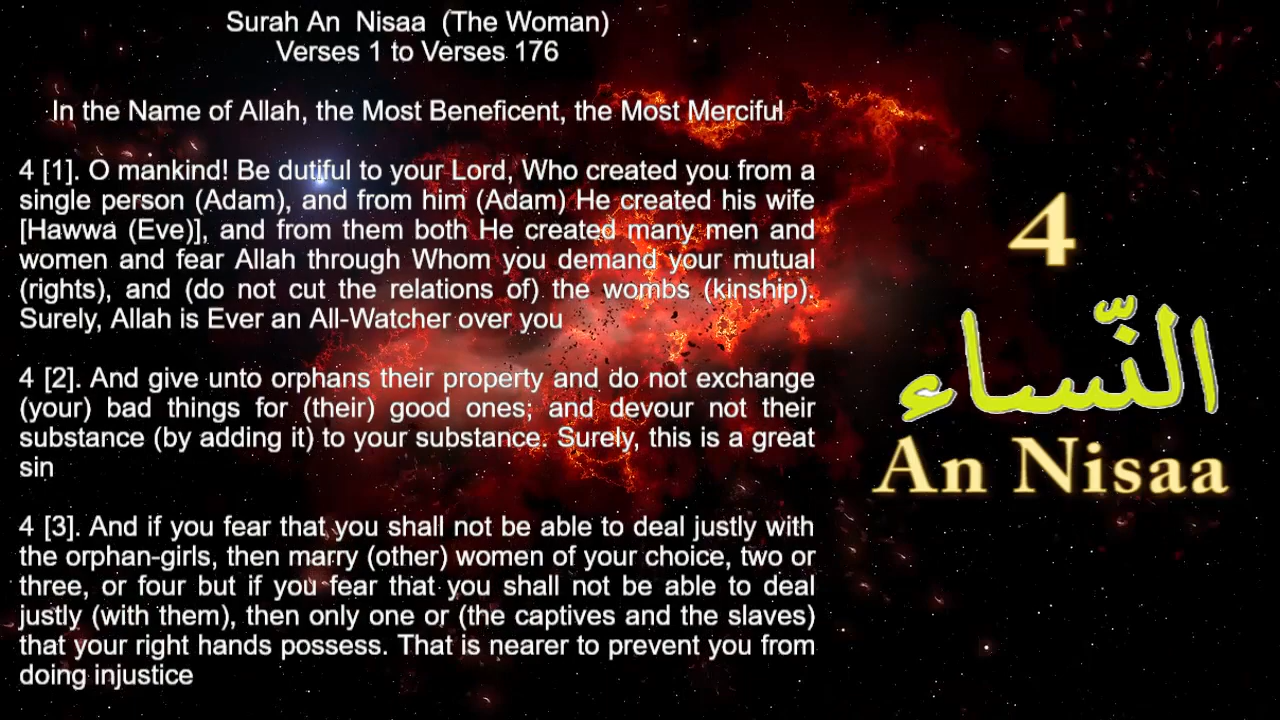 Surah An Nisaa (The Woman)
Verses 1 to Verses 176
In the Name of Allah, the Most Beneficent, the Most Merciful
4 [1]. O mankind! Be dutiful to your Lord, Who created you from a
single person (Adam), and from him (Adam) He created his wife
[Hawwa (Eve)], and from them both He created many men and
women and fear Allah through Whom you demand your mutual
(rights), and (do not cut the relations of) the wombs (kinship).
Surely, Allah is Ever an All-Watcher over you
4 [2]. And give unto orphans their property and do not exchange
(your) bad things for (their) good ones; and devour not their
substance (by adding it) to your substance. Surely, this is a great
sin
4 [3]. And if you fear that you shall not be able to deal justly with
the orphan-girls, then marry (other) women of your choice, two or
three, or four but if you fear that you shall not be able to deal
justly (with them), then only one or (the captives and the slaves)
that your right hands possess. That is nearer to prevent you from
doing injustice
4
النّساء
An Nisaa